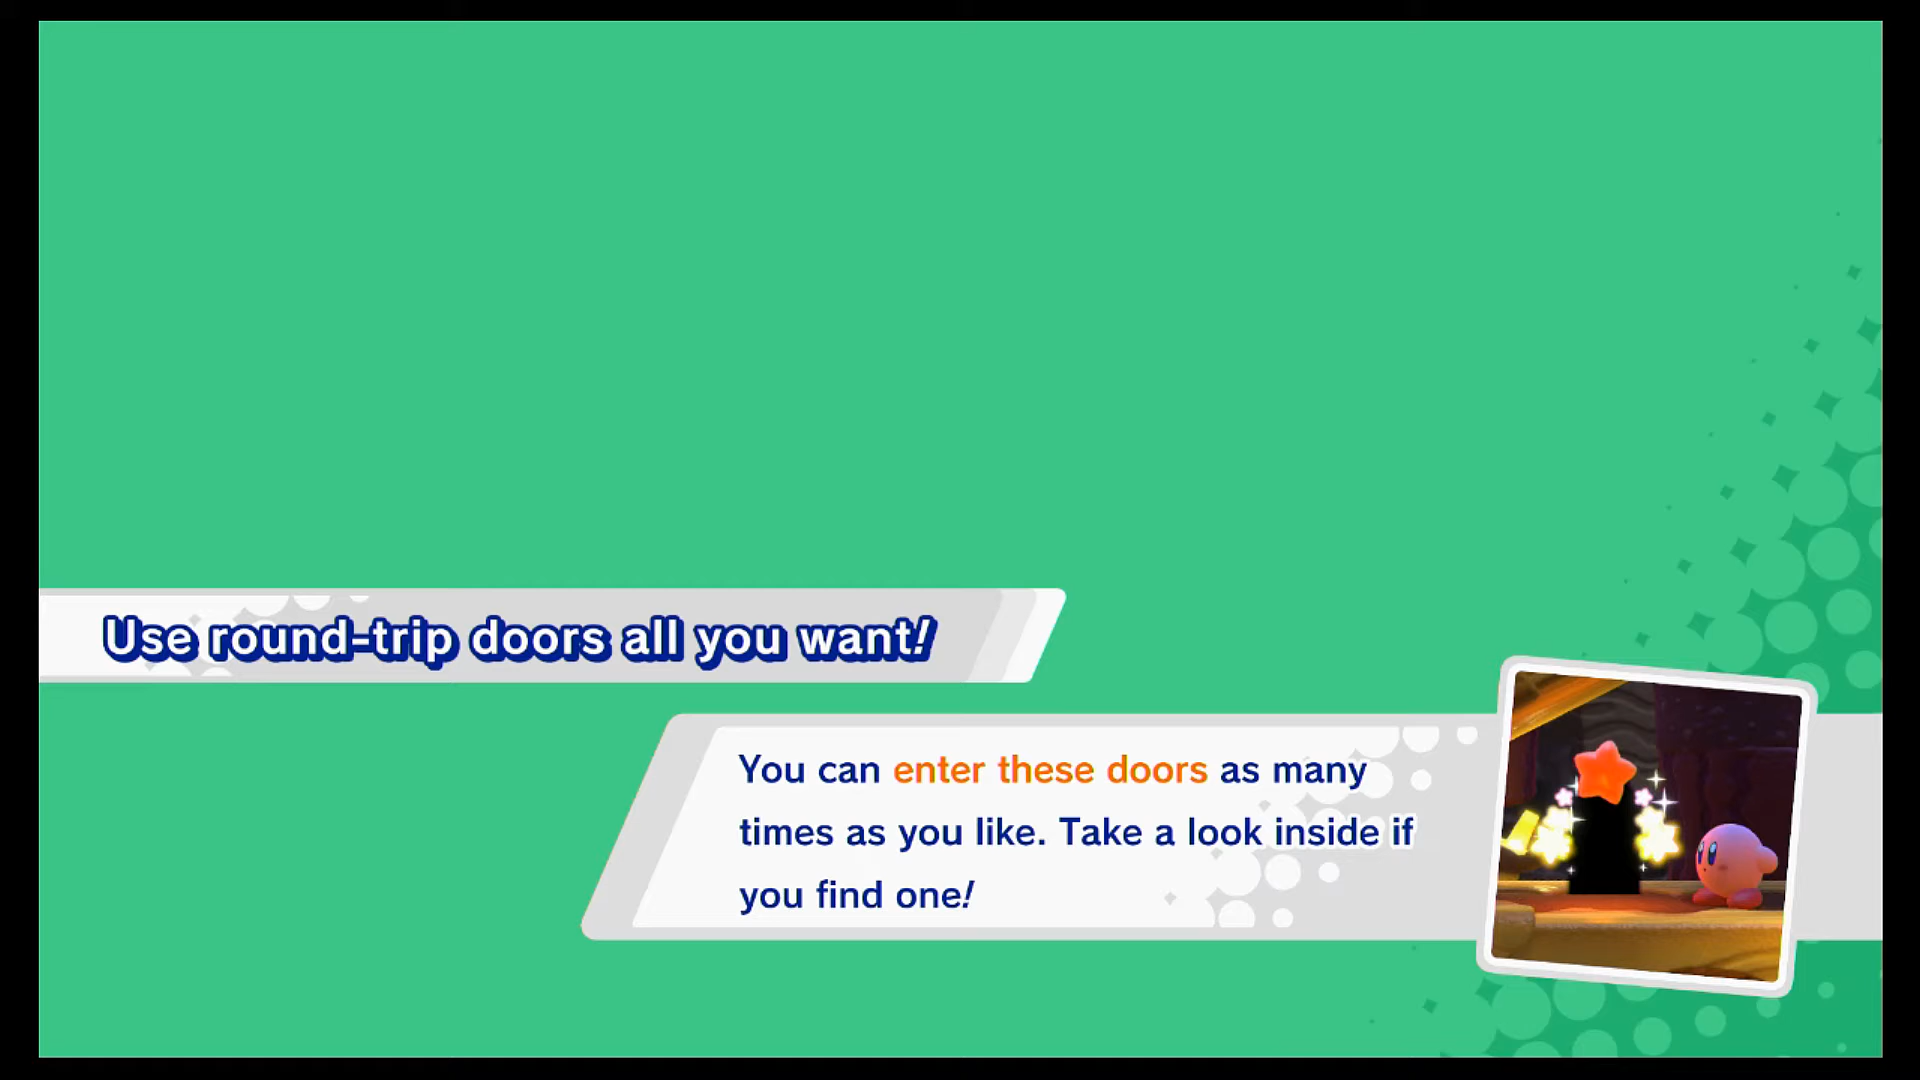 Use round-trip doors all you want!
You can enter these doors as many
times as you like. Take a look inside if
you find one!